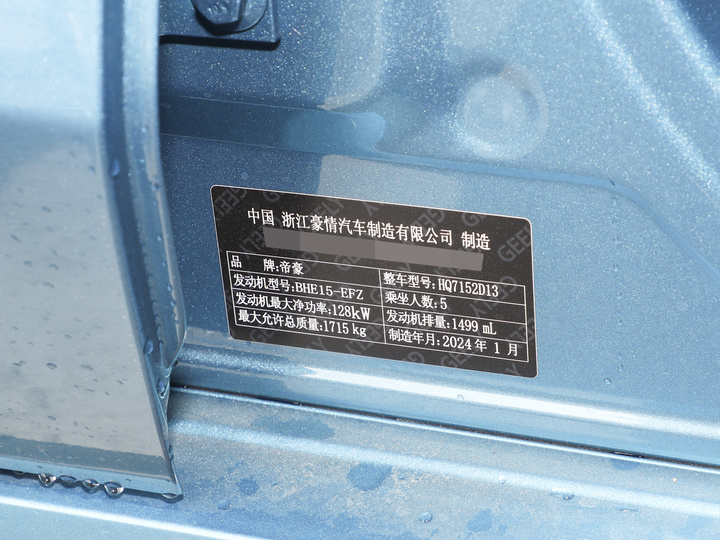 中国 浙江豪情汽车制造有限公司 制造
品 牌:帝豪 整车型号:HQ7152D13
发动机型号:BHE15-EFZ 乘坐人数:5
发动机最大净功率:128kW 发动机排量:1499 mL
最大允许总质量:1715 kg 制造年月:2024 年 1 月